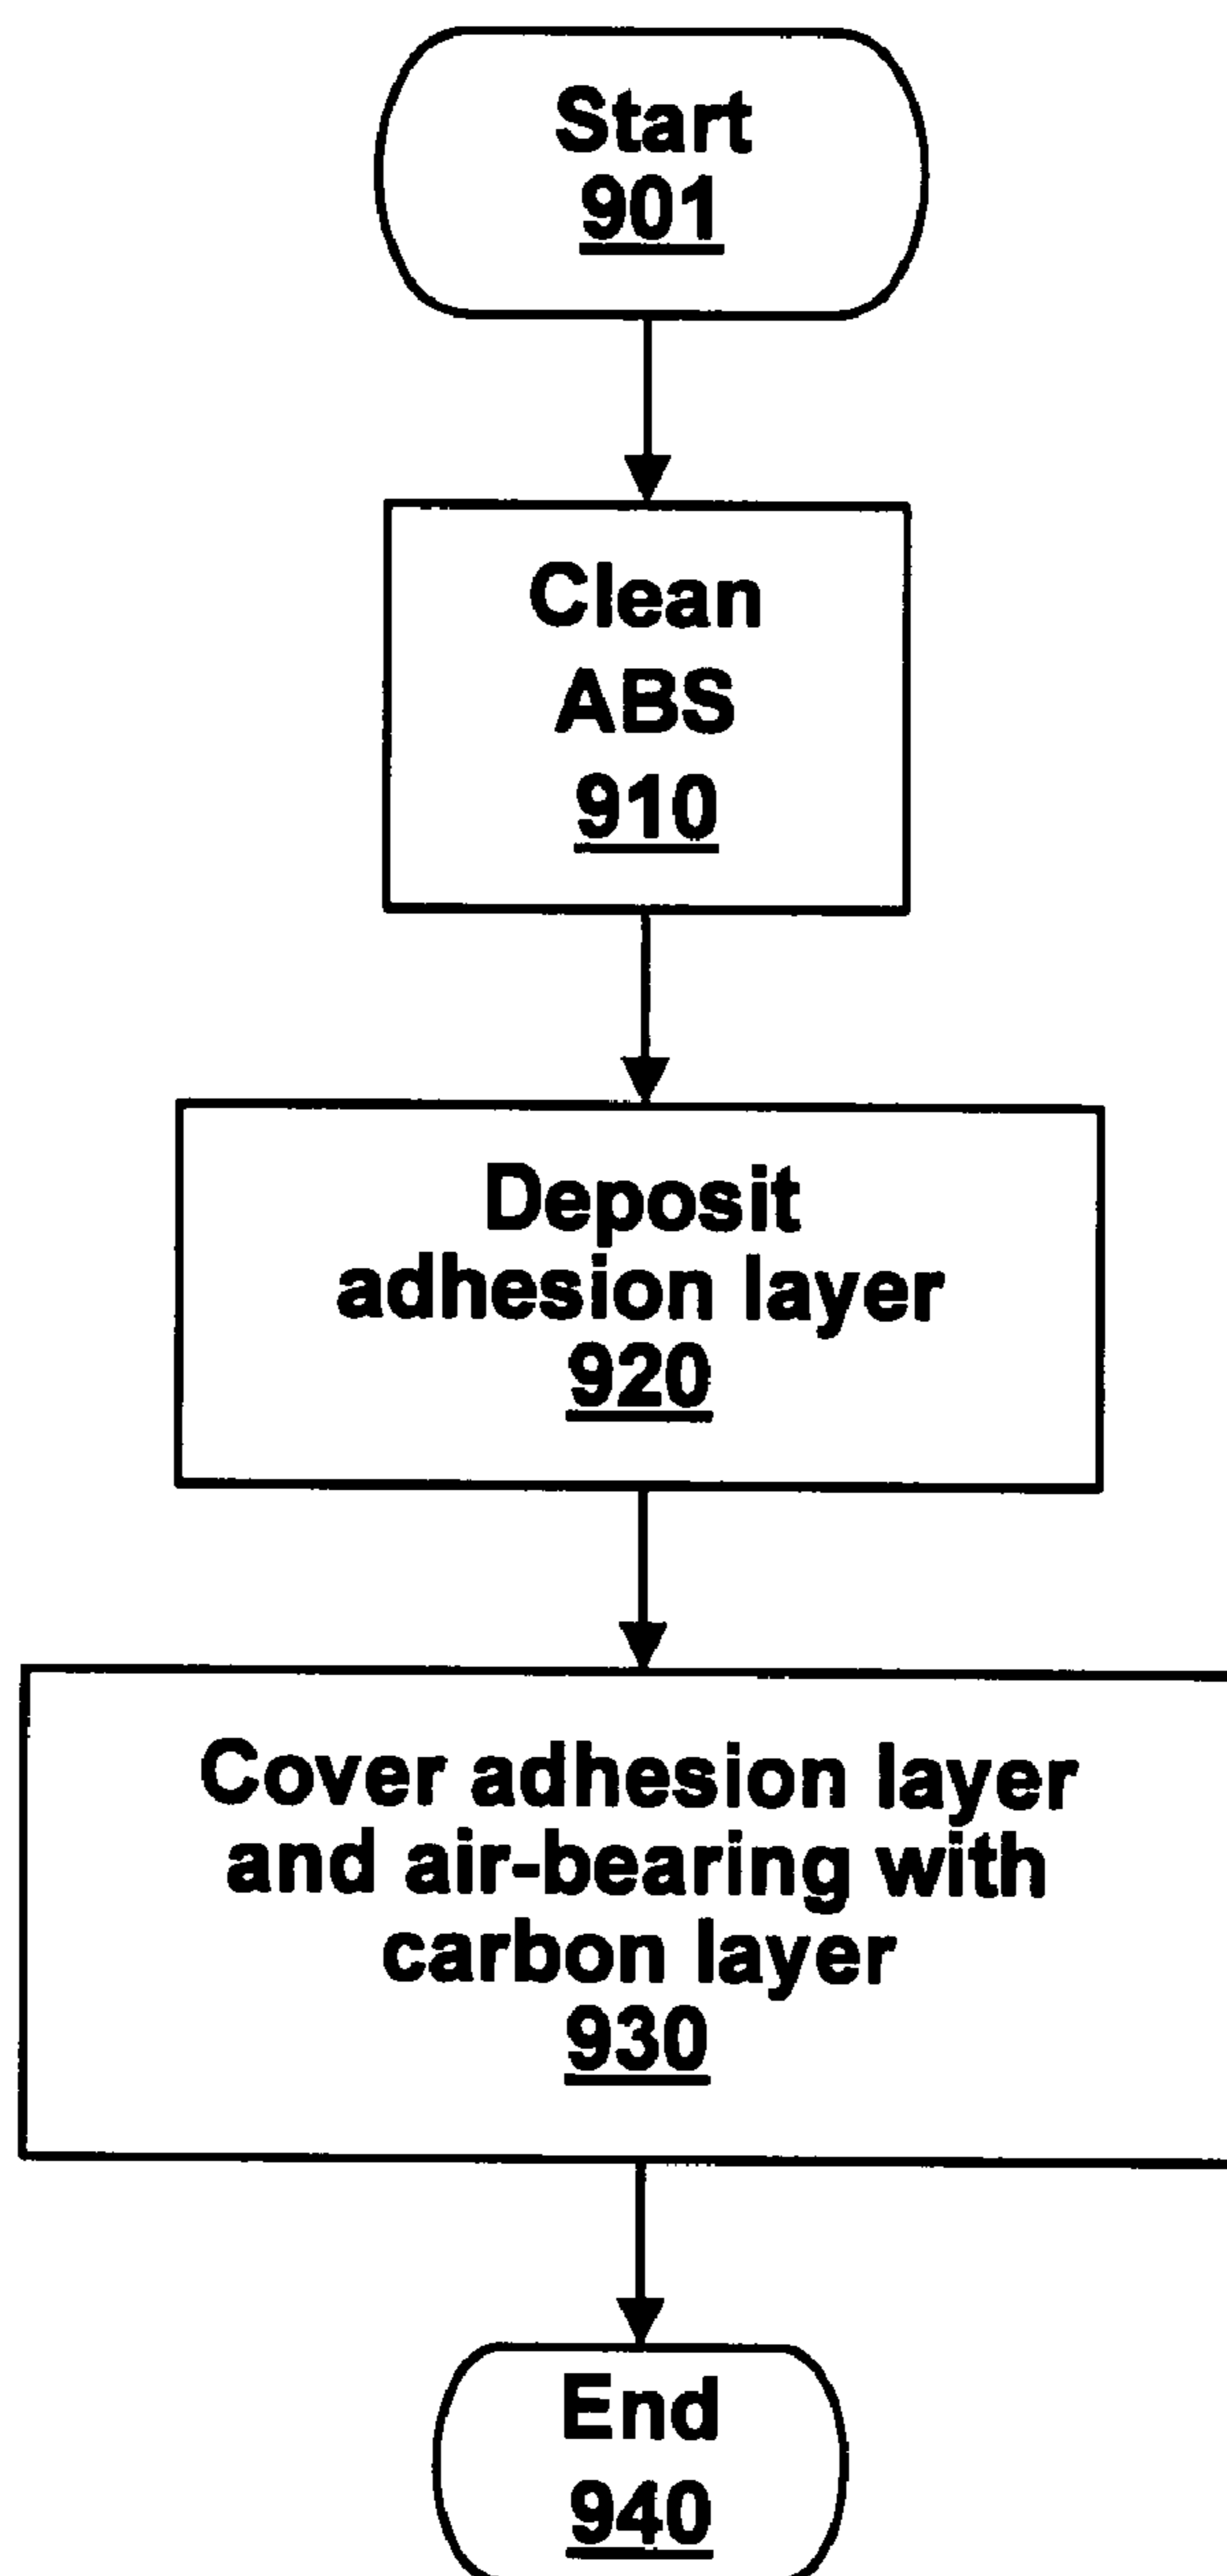 Start
901
Clean
ABS
910
Deposit
adhesion layer
920
Cover adhesion layer
and air-bearing with
carbon layer
930
End
940